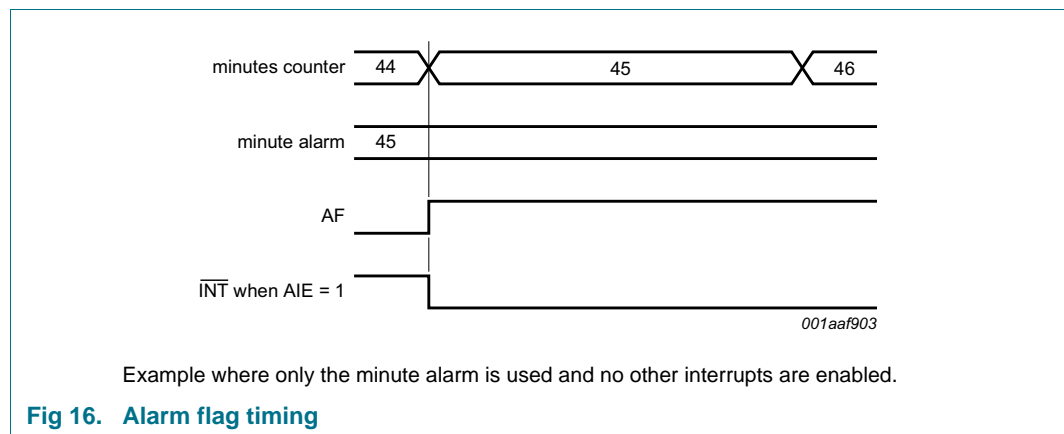 minutes counter 44 45 46
minute alarm 45
AF
INT when AIE = 1
001aaf903
Example where only the minute alarm is used and no other interrupts are enabled.
Fig 16. Alarm flag timing